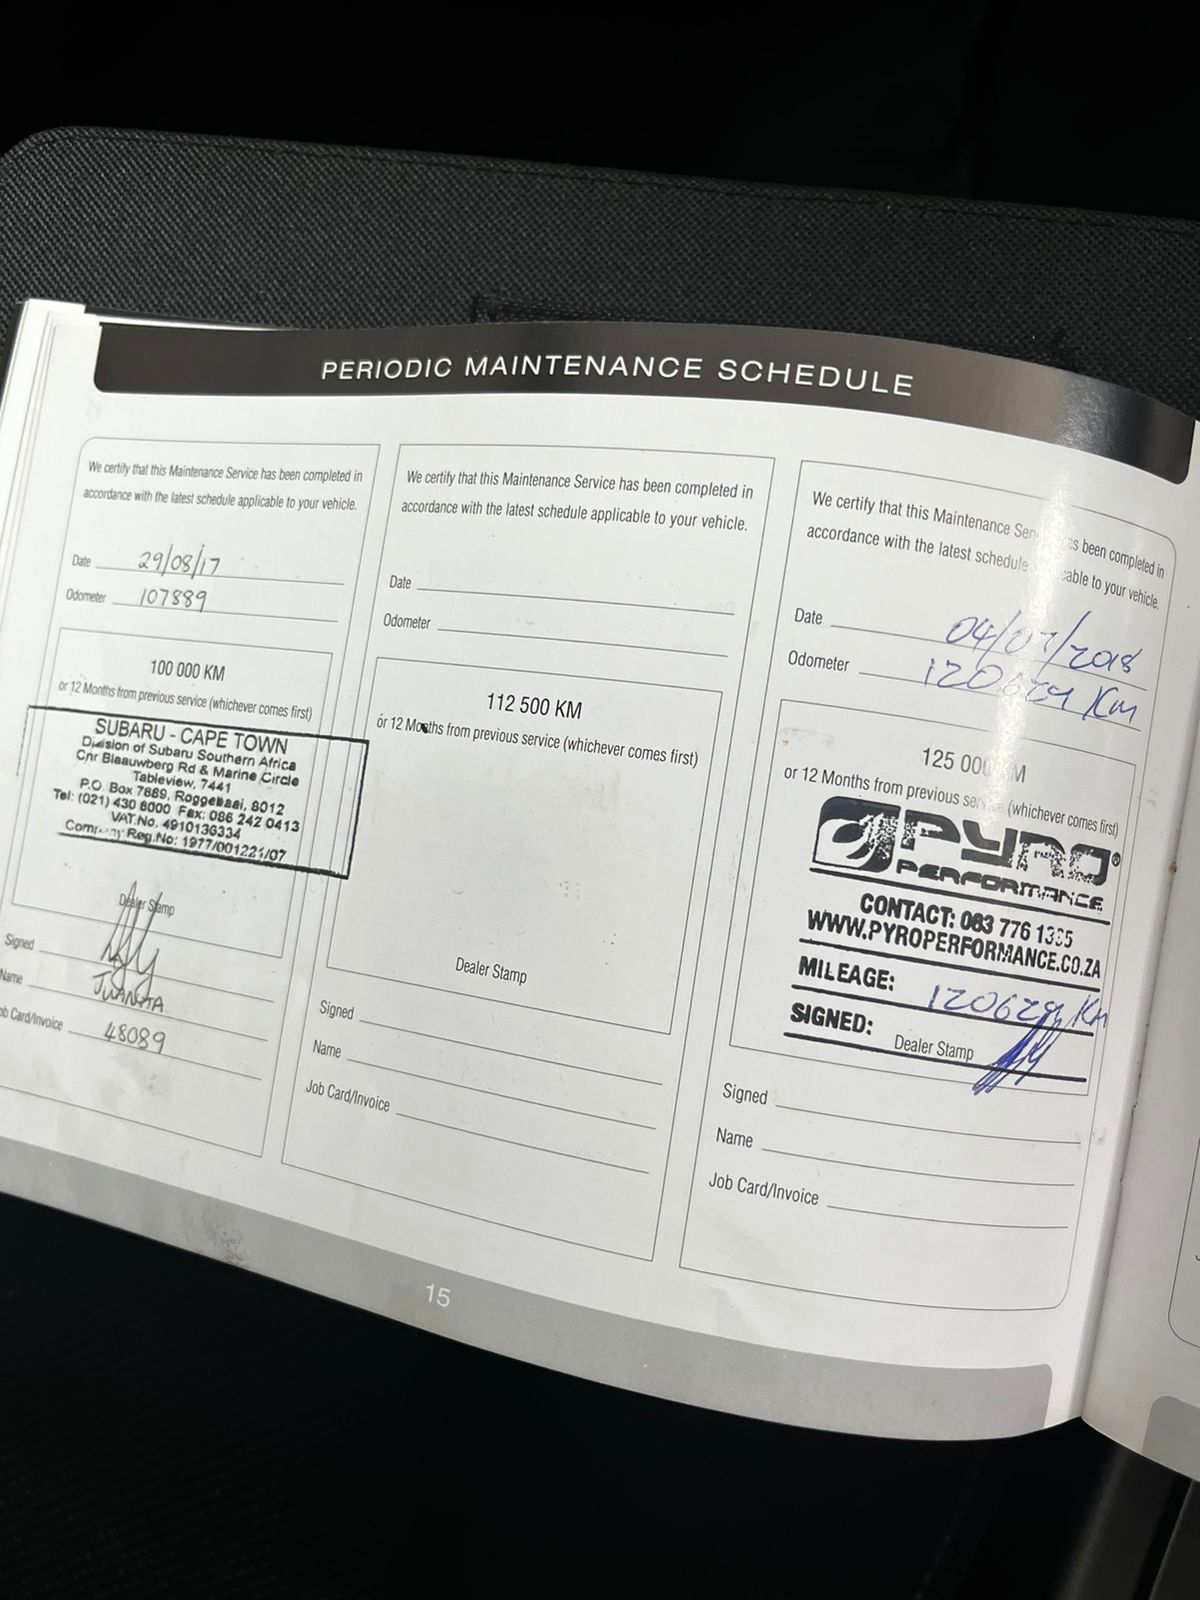 PERIODIC MAINTENANCE SCHEDULE
We certify that this Maintenance Service has been completed in
accordance with the latest schedule applicable to your vehicle.
Date 29/08/17
Odometer 107889
100 000 KM
or 12 Months from previous service (whichever comes first)
SUBARU - CAPE TOWN
Division of Subaru Southern Africa
Cnr Blaauwberg Rd & Marine Circle
Tableview, 7441
P.O. Box 7889, Roggebaai, 8012
Tel: (021) 430 8000 Fax: 086 242 0413
VAT.No. 4910136334
Company Reg.No: 1977/001221/07
Dealer Stamp
Signed
Name JUANITA
Job Card/Invoice 48089
We certify that this Maintenance Service has been completed in
accordance with the latest schedule applicable to your vehicle.
Date
Odometer
112 500 KM
or 12 Months from previous service (whichever comes first)
Dealer Stamp
Signed
Name
Job Card/Invoice
We certify that this Maintenance Service has been completed in
accordance with the latest schedule applicable to your vehicle.
Date 04/07/2018
Odometer 120629 Km
125 000 KM
or 12 Months from previous service (whichever comes first)
PYRO®
PERFORMANCE
CONTACT: 083 776 1335
WWW.PYROPERFORMANCE.CO.ZA
MILEAGE: 120629 Km
SIGNED:
Dealer Stamp
Signed
Name
Job Card/Invoice
15